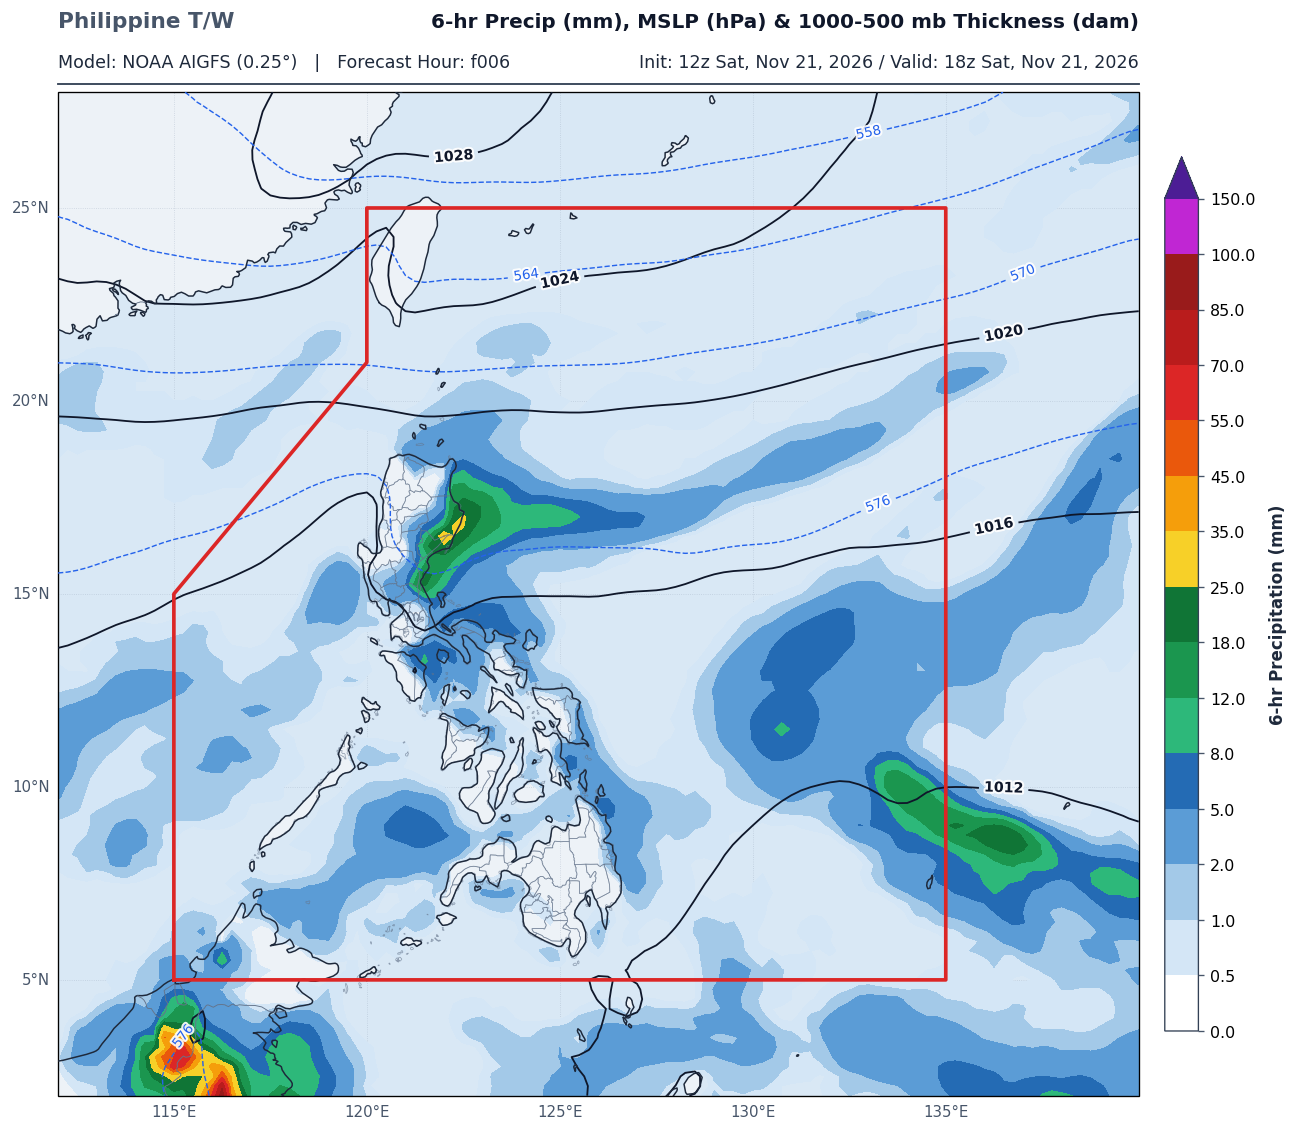 Philippine T/W
6-hr Precip (mm), MSLP (hPa) & 1000-500 mb Thickness (dam)
Model: NOAA AIGFS (0.25°) | Forecast Hour: f006
Init: 12z Sat, Nov 21, 2026 / Valid: 18z Sat, Nov 21, 2026
558
1028
25°N
564
1024
570
1020
20°N
576
1016
15°N
10°N
1012
5°N
576
115°E
120°E
125°E
130°E
135°E
150.0
100.0
85.0
70.0
55.0
45.0
35.0
25.0
18.0
12.0
8.0
5.0
2.0
1.0
0.5
0.0
6-hr Precipitation (mm)